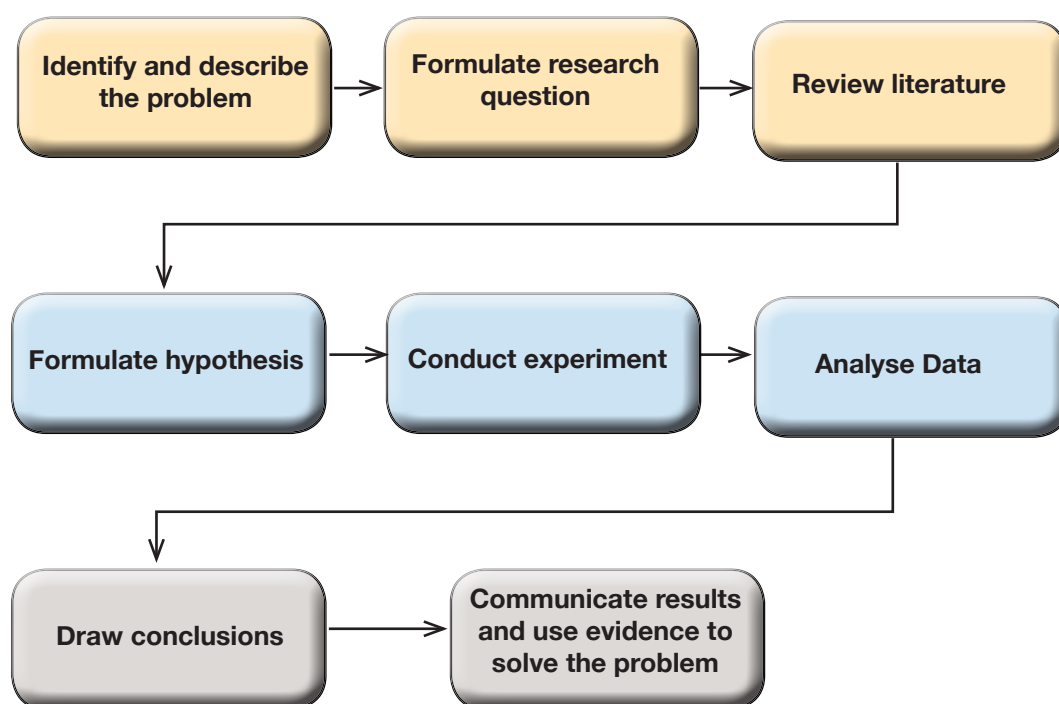 Identify and describe
the problem
Formulate research
question
Review literature
Formulate hypothesis
Conduct experiment
Analyse Data
Draw conclusions
Communicate results
and use evidence to
solve the problem